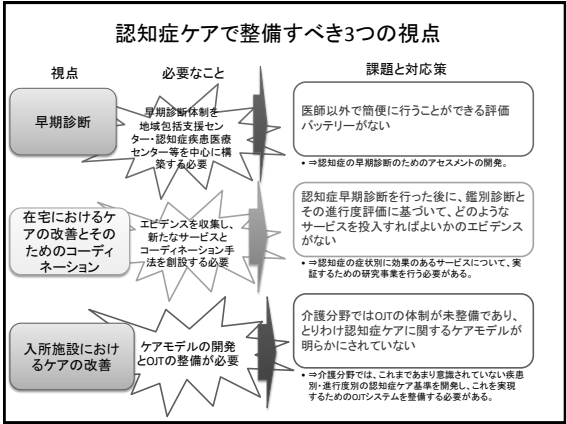 認知症ケアで整備すべき3つの視点
視点
必要なこと
課題と対応策
早期診断
早期診断体制を
地域包括支援セン
ター・認知症疾患医療
センター等を中心に構
築する必要
医師以外で簡便に行うことができる評価
バッテリーがない
• ⇒認知症の早期診断のためのアセスメントの開発。
在宅におけるケ
アの改善とその
ためのコーディ
ネーション
エビデンスを収集し、
新たなサービスと
コーディネーション手
法を創設する必要
認知症早期診断を行った後に、鑑別診断と
その進行度評価に基づいて、どのような
サービスを投入すればよいかのエビデンス
がない
• ⇒認知症の症状別に効果のあるサービスについて、実
証するための研究事業を行う必要がある。
入所施設におけ
るケアの改善
ケアモデルの開発
とOJTの整備が必要
介護分野ではOJTの体制が未整備であり、
とりわけ認知症ケアに関するケアモデルが
明らかにされていない
• ⇒介護分野では、これまであまり意識されていない疾患
別・進行度別の認知症ケア基準を開発し、これを実現
するためのOJTシステムを整備する必要がある。